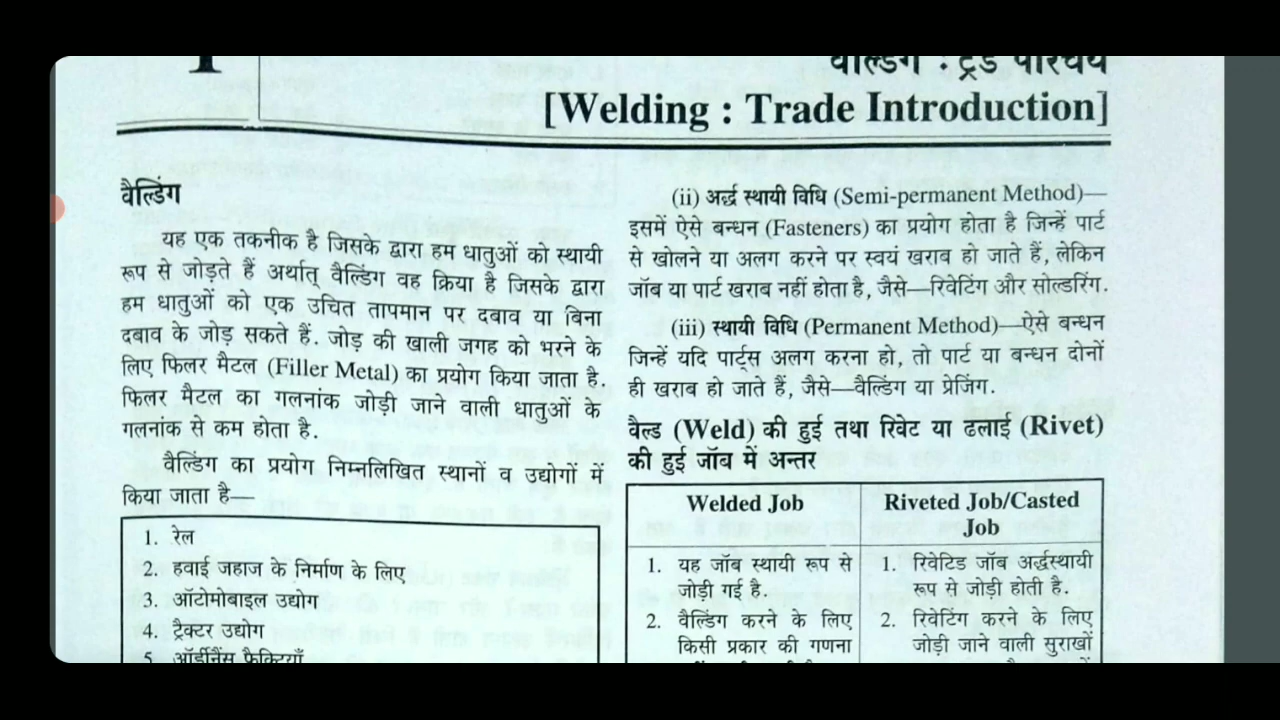 1
वैल्डिंग : ट्रेड परिचय
[Welding : Trade Introduction]
वैल्डिंग
यह एक तकनीक है जिसके द्वारा हम धातुओं को स्थायी
रूप से जोड़ते हैं अर्थात् वैल्डिंग वह क्रिया है जिसके द्वारा
हम धातुओं को एक उचित तापमान पर दबाव या बिना
दबाव के जोड़ सकते हैं. जोड़ की खाली जगह को भरने के
लिए फिलर मैटल (Filler Metal) का प्रयोग किया जाता है.
फिलर मैटल का गलनांक जोड़ी जाने वाली धातुओं के
गलनांक से कम होता है.
वैल्डिंग का प्रयोग निम्नलिखित स्थानों व उद्योगों में
किया जाता है—
1. रेल
2. हवाई जहाज के निर्माण के लिए
3. ऑटोमोबाइल उद्योग
4. ट्रैक्टर उद्योग
5. ऑर्डीनैंस फैक्ट्रियाँ
(ii) अर्द्ध स्थायी विधि (Semi-permanent Method)—
इसमें ऐसे बन्धन (Fasteners) का प्रयोग होता है जिन्हें पार्ट
से खोलने या अलग करने पर स्वयं खराब हो जाते हैं, लेकिन
जॉब या पार्ट खराब नहीं होता है, जैसे—रिवेटिंग और सोल्डरिंग.
(iii) स्थायी विधि (Permanent Method)—ऐसे बन्धन
जिन्हें यदि पार्ट्स अलग करना हो, तो पार्ट या बन्धन दोनों
ही खराब हो जाते हैं, जैसे—वैल्डिंग या प्रेजिंग.
वैल्ड (Weld) की हुई तथा रिवेट या ढलाई (Rivet)
की हुई जॉब में अन्तर
Welded Job
Riveted Job/Casted
Job
1. यह जॉब स्थायी रूप से
जोड़ी गई है.
2. वैल्डिंग करने के लिए
किसी प्रकार की गणना
1. रिवेटिड जॉब अर्द्धस्थायी
रूप से जोड़ी होती है.
2. रिवेटिंग करने के लिए
जोड़ी जाने वाली सुराखों